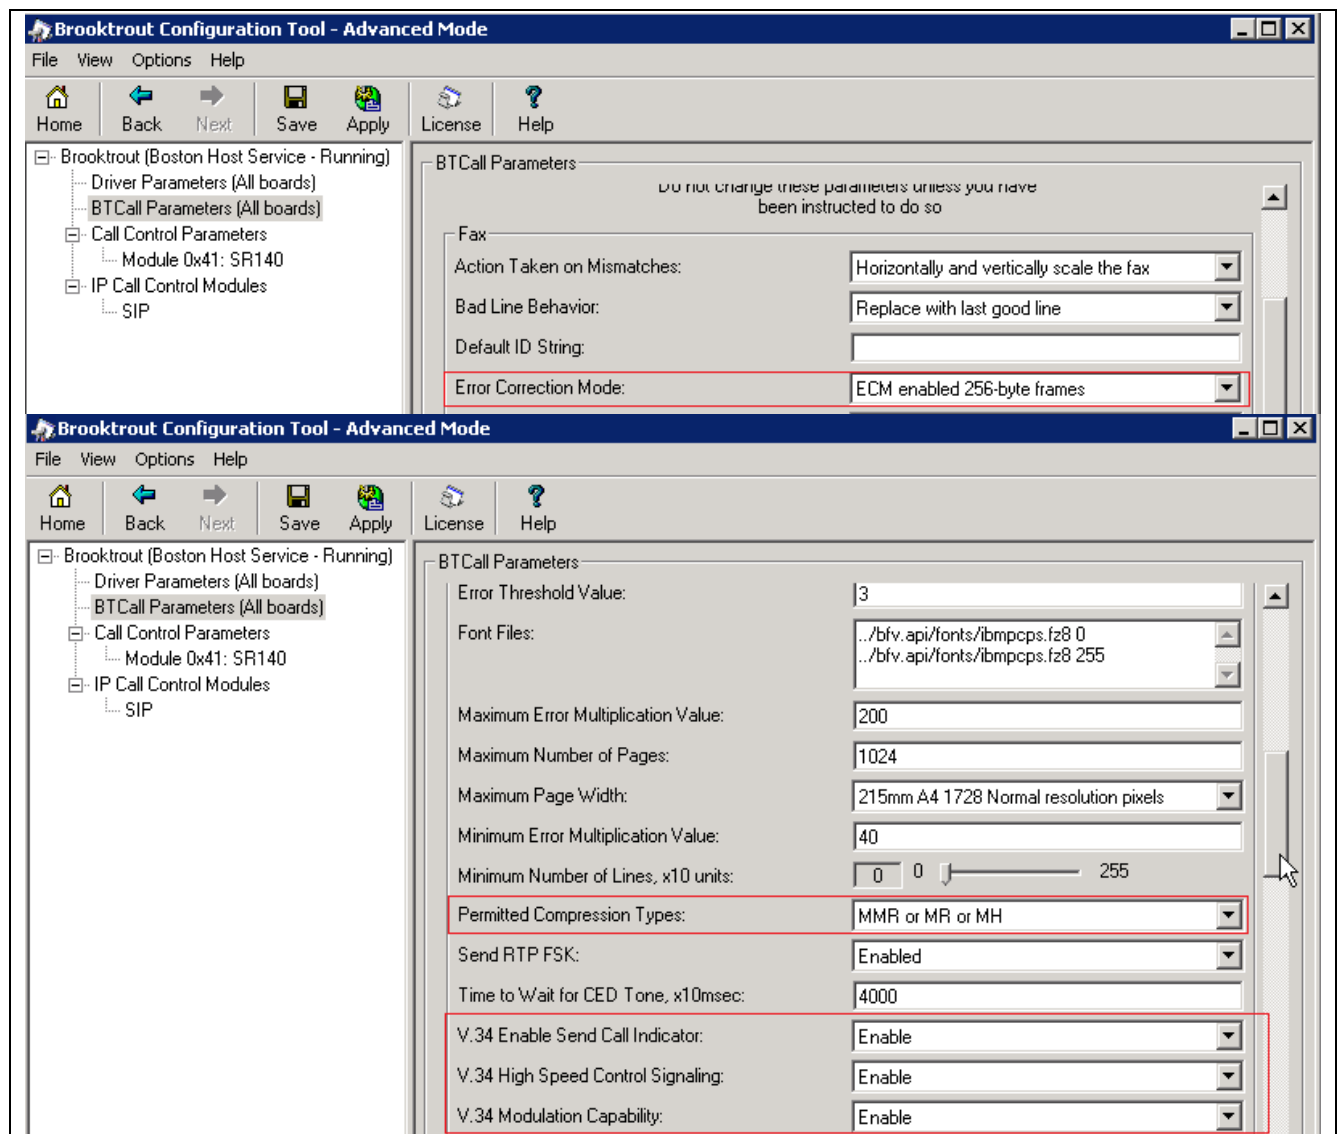 Brooktrout Configuration Tool - Advanced Mode
File View Options Help
Home Back Next Save Apply License Help
Brooktrout (Boston Host Service - Running)
Driver Parameters (All boards)
BTCall Parameters (All boards)
Call Control Parameters
Module 0x41: SR140
IP Call Control Modules
SIP
BTCall Parameters
Do not change these parameters unless you have
been instructed to do so
Fax
Action Taken on Mismatches: Horizontally and vertically scale the fax
Bad Line Behavior: Replace with last good line
Default ID String:
Error Correction Mode: ECM enabled 256-byte frames
Brooktrout Configuration Tool - Advanced Mode
File View Options Help
Home Back Next Save Apply License Help
Brooktrout (Boston Host Service - Running)
Driver Parameters (All boards)
BTCall Parameters (All boards)
Call Control Parameters
Module 0x41: SR140
IP Call Control Modules
SIP
BTCall Parameters
Error Threshold Value: 3
Font Files: ../bfv.api/fonts/ibmpcps.fz8 0
../bfv.api/fonts/ibmpcps.fz8 255
Maximum Error Multiplication Value: 200
Maximum Number of Pages: 1024
Maximum Page Width: 215mm A4 1728 Normal resolution pixels
Minimum Error Multiplication Value: 40
Minimum Number of Lines, x10 units: 0 0 255
Permitted Compression Types: MMR or MR or MH
Send RTP FSK: Enabled
Time to Wait for CED Tone, x10msec: 4000
V.34 Enable Send Call Indicator: Enable
V.34 High Speed Control Signaling: Enable
V.34 Modulation Capability: Enable